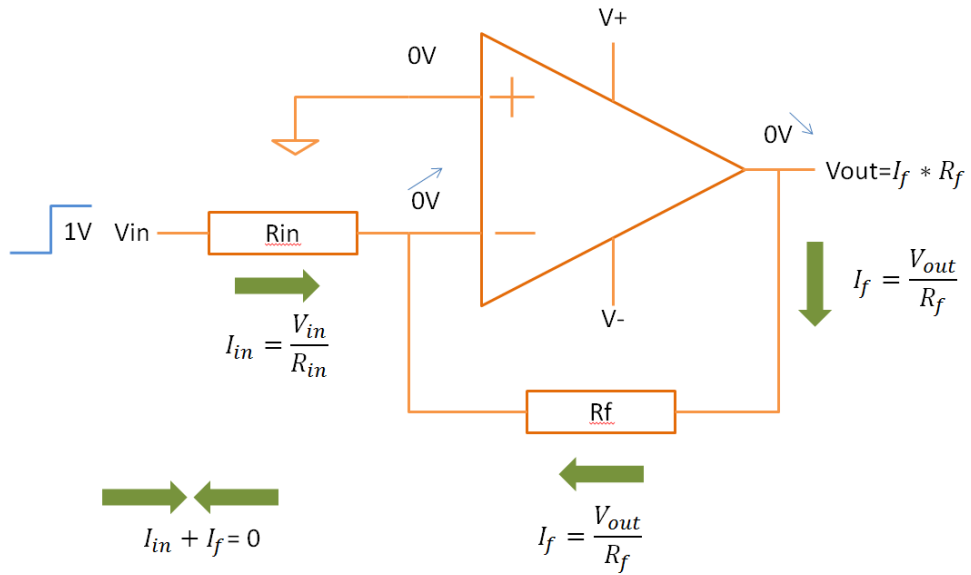 V+
0V
+
0V
Vout=I_f * R_f
0V
1V Vin
Rin
−
I_f = V_out / R_f
V-
I_in = V_in / R_in
Rf
I_in + I_f = 0
I_f = V_out / R_f